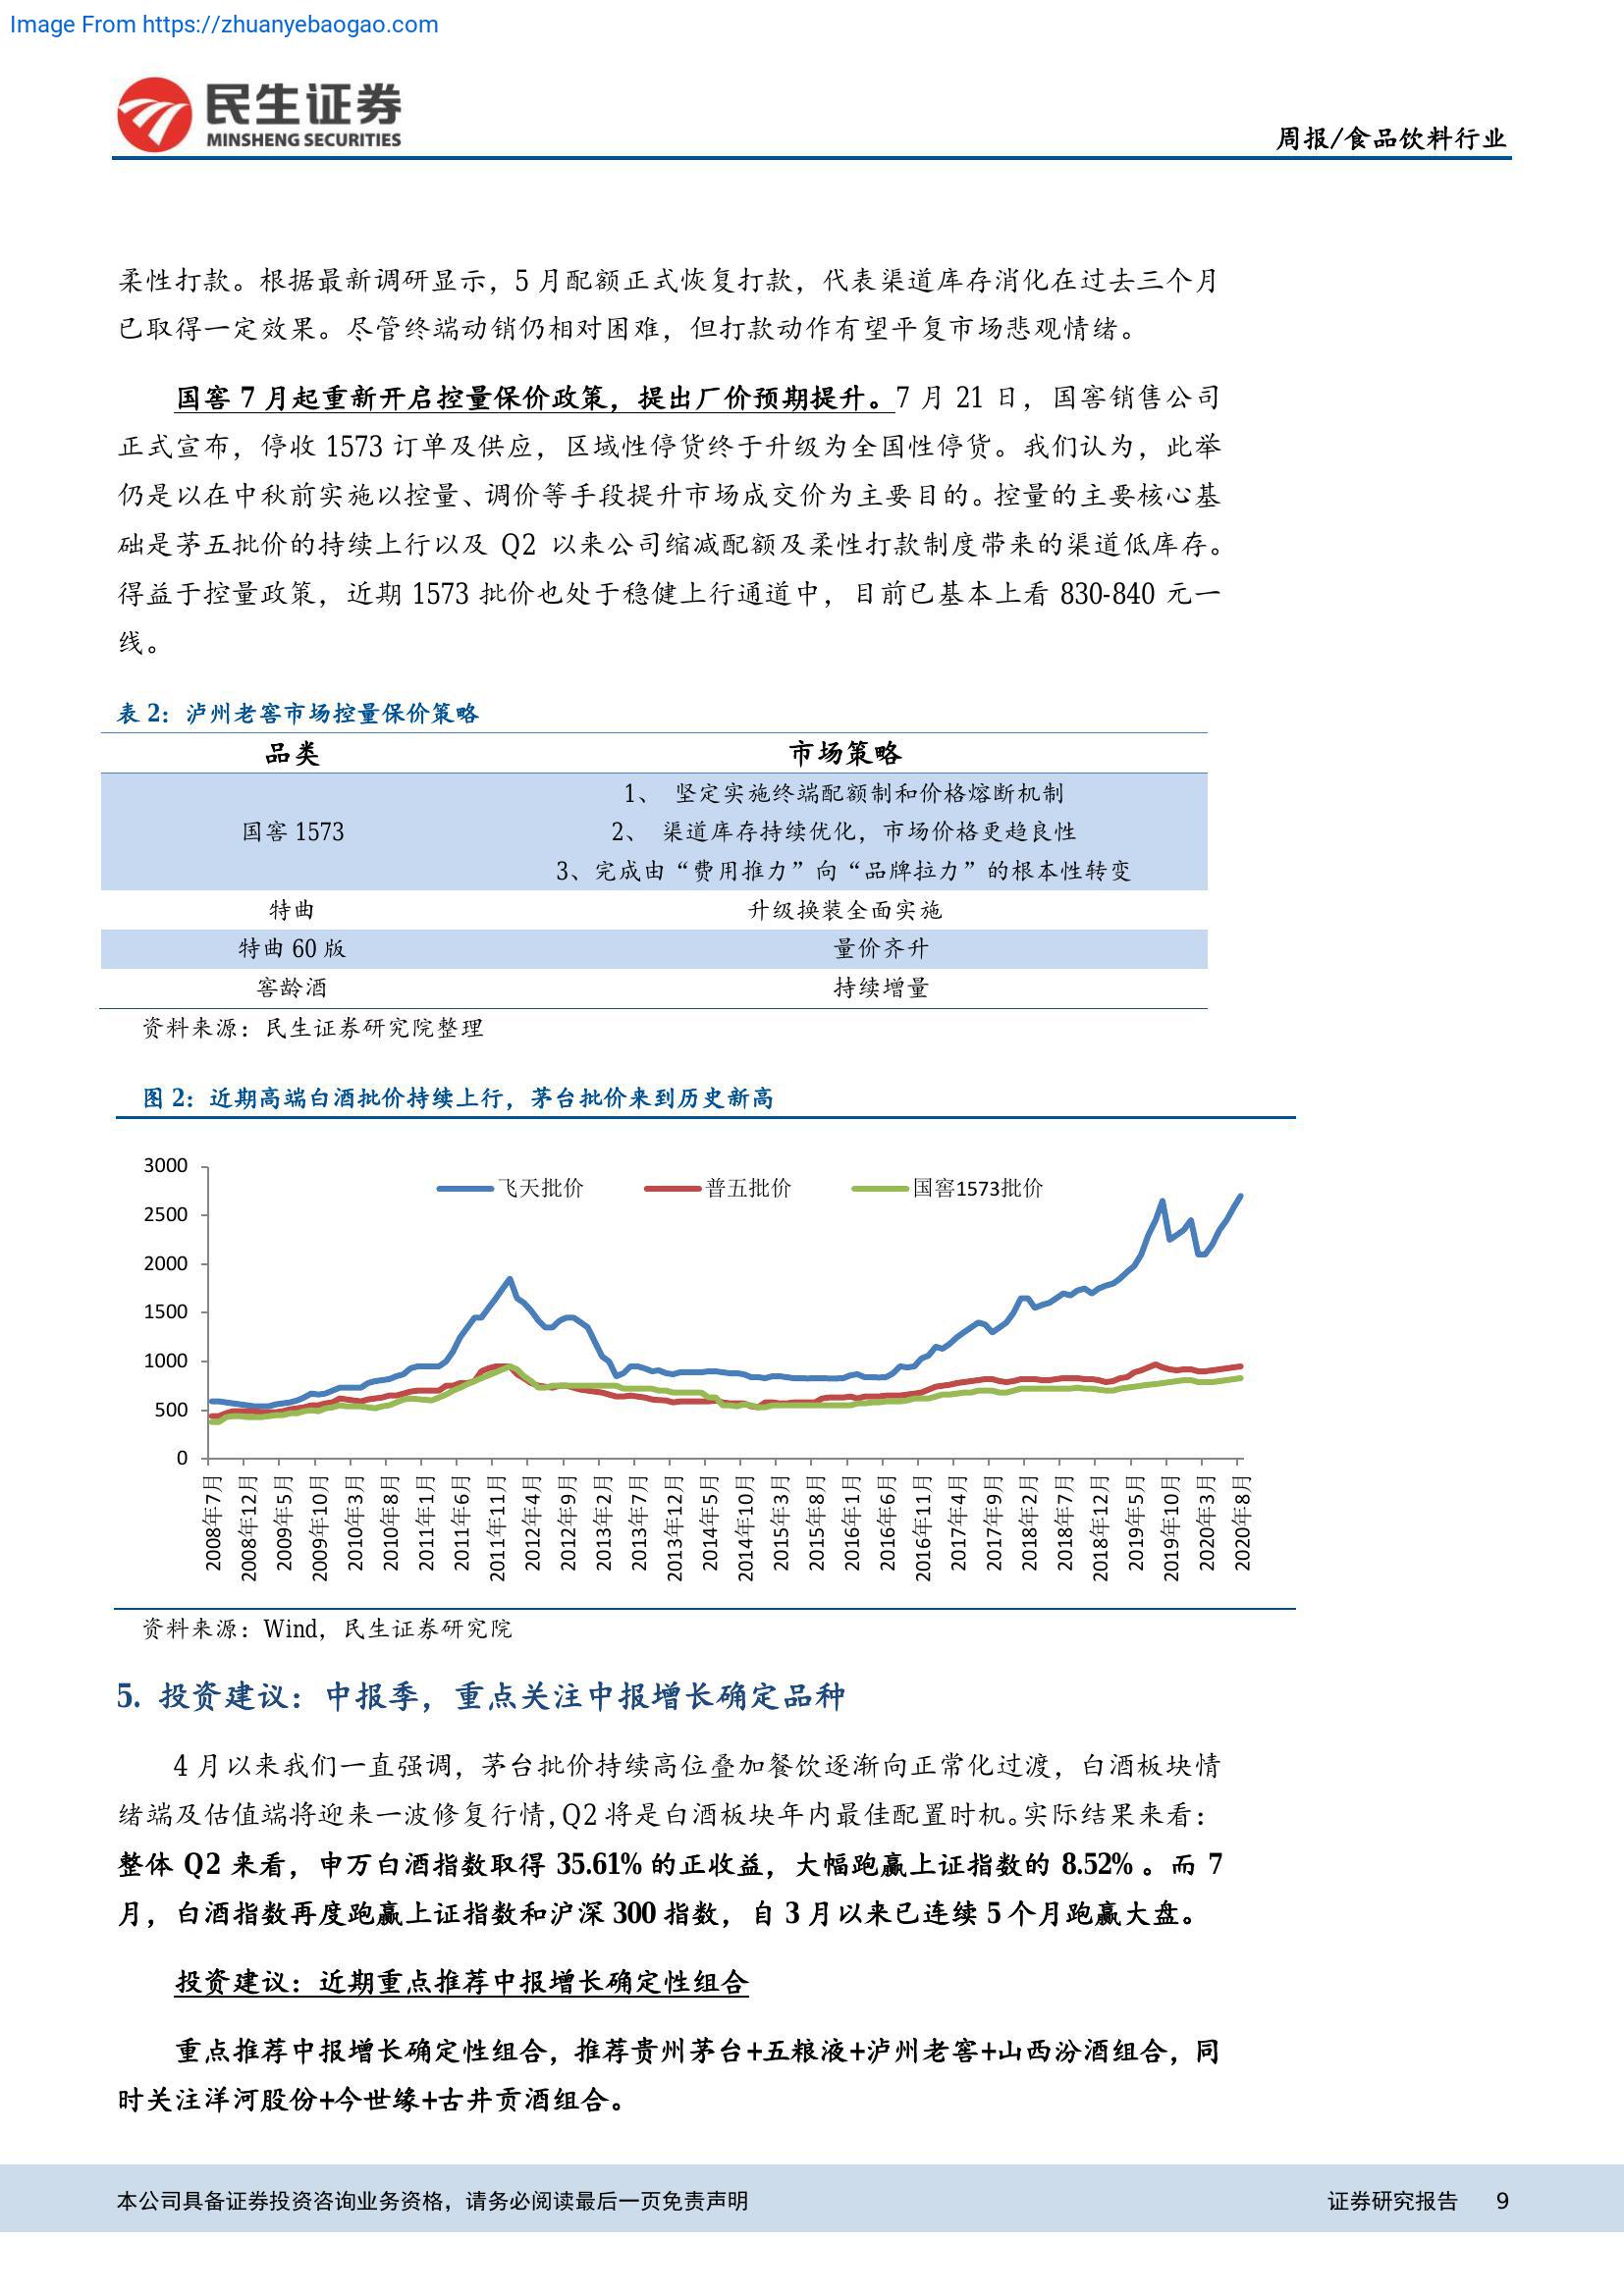 Image From https://zhuanyebaogao.com
民生证券
MINSHENG SECURITIES
周报/食品饮料行业
柔性打款。根据最新调研显示，5 月配额正式恢复打款，代表渠道库存消化在过去三个月
已取得一定效果。尽管终端动销仍相对困难，但打款动作有望平复市场悲观情绪。
国窖 7 月起重新开启控量保价政策，提出厂价预期提升。7 月 21 日，国窖销售公司
正式宣布，停收 1573 订单及供应，区域性停货终于升级为全国性停货。我们认为，此举
仍是以在中秋前实施以控量、调价等手段提升市场成交价为主要目的。控量的主要核心基
础是茅五批价的持续上行以及 Q2 以来公司缩减配额及柔性打款制度带来的渠道低库存。
得益于控量政策，近期 1573 批价也处于稳健上行通道中，目前已基本上看 830-840 元一
线。
表 2：泸州老窖市场控量保价策略
品类 市场策略
1、 坚定实施终端配额制和价格熔断机制
国窖 1573 2、 渠道库存持续优化，市场价格更趋良性
3、完成由“费用推力”向“品牌拉力”的根本性转变
特曲 升级换装全面实施
特曲 60 版 量价齐升
窖龄酒 持续增量
资料来源：民生证券研究院整理
图 2：近期高端白酒批价持续上行，茅台批价来到历史新高
3000
飞天批价 普五批价 国窖1573批价
2500
2000
1500
1000
500
0
2008年7月 2008年12月 2009年5月 2009年10月 2010年3月 2010年8月 2011年1月 2011年6月 2011年11月 2012年4月 2012年9月 2013年2月 2013年7月 2013年12月 2014年5月 2014年10月 2015年3月 2015年8月 2016年1月 2016年6月 2016年11月 2017年4月 2017年9月 2018年2月 2018年7月 2018年12月 2019年5月 2019年10月 2020年3月 2020年8月
资料来源：Wind，民生证券研究院
5. 投资建议：中报季，重点关注中报增长确定品种
4 月以来我们一直强调，茅台批价持续高位叠加餐饮逐渐向正常化过渡，白酒板块情
绪端及估值端将迎来一波修复行情，Q2 将是白酒板块年内最佳配置时机。实际结果来看：
整体 Q2 来看，申万白酒指数取得 35.61% 的正收益，大幅跑赢上证指数的 8.52% 。而 7
月，白酒指数再度跑赢上证指数和沪深 300 指数，自 3 月以来已连续 5 个月跑赢大盘。
投资建议：近期重点推荐中报增长确定性组合
重点推荐中报增长确定性组合，推荐贵州茅台+五粮液+泸州老窖+山西汾酒组合，同
时关注洋河股份+今世缘+古井贡酒组合。
本公司具备证券投资咨询业务资格，请务必阅读最后一页免责声明 证券研究报告 9